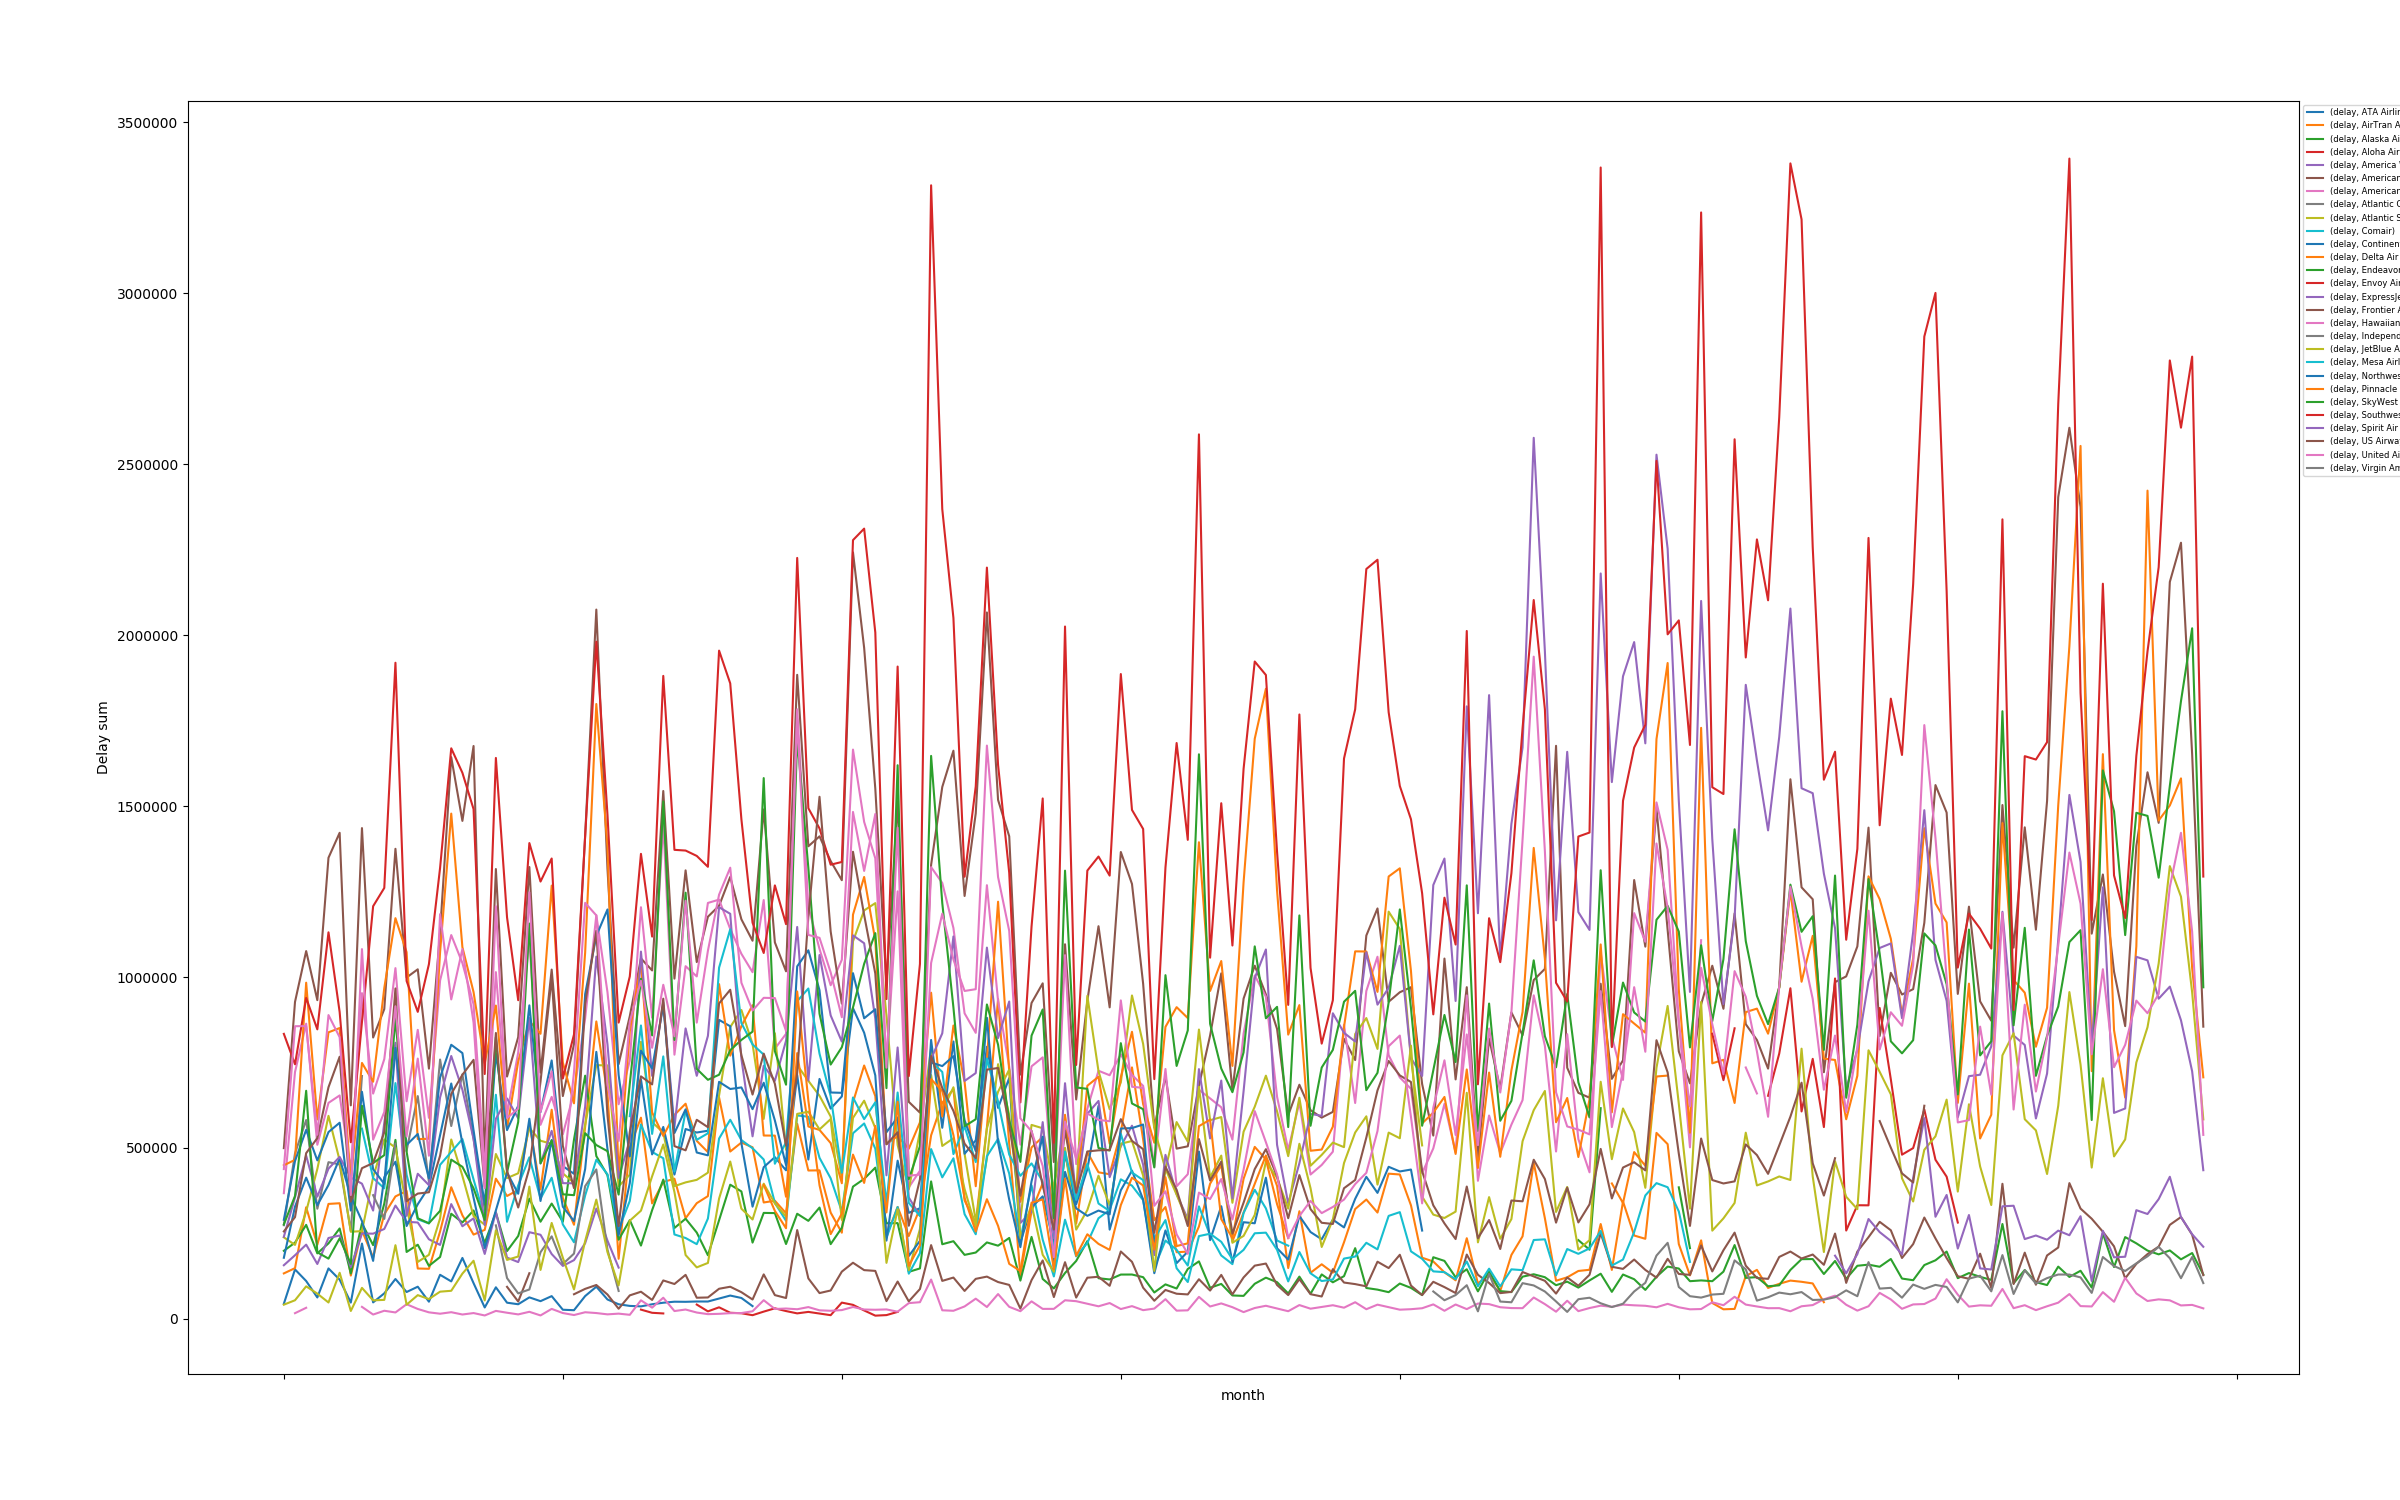 3500000
3000000
2500000
2000000
1500000
1000000
500000
0
Delay sum
month
(delay, ATA Airli
(delay, AirTran A
(delay, Alaska Ai
(delay, Aloha Air
(delay, America
(delay, American
(delay, American
(delay, Atlantic C
(delay, Atlantic S
(delay, Comair)
(delay, Continen
(delay, Delta Air
(delay, Endeavo
(delay, Envoy Air
(delay, ExpressJe
(delay, Frontier A
(delay, Hawaiian
(delay, Independ
(delay, JetBlue A
(delay, Mesa Airl
(delay, Northwes
(delay, Pinnacle
(delay, SkyWest
(delay, Southwes
(delay, Spirit Air
(delay, US Airwa
(delay, United Ai
(delay, Virgin Am